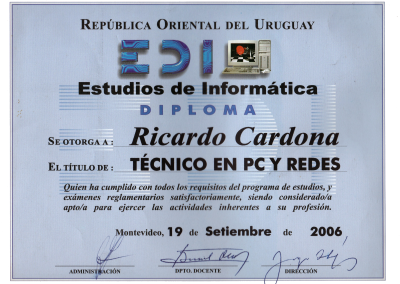 REPÚBLICA ORIENTAL DEL URUGUAY
EDI
Estudios de Informática
DIPLOMA
SE OTORGA A : Ricardo Cardona
EL TÍTULO DE : TÉCNICO EN PC Y REDES
Quien ha cumplido con todos los requisitos del programa de estudios, y
exámenes reglamentarios satisfactoriamente, siendo considerado/a
apto/a para ejercer las actividades inherentes a su profesión.
Montevideo, 19 de Setiembre de 2006
ADMINISTRACIÓN DPTO. DOCENTE DIRECCIÓN